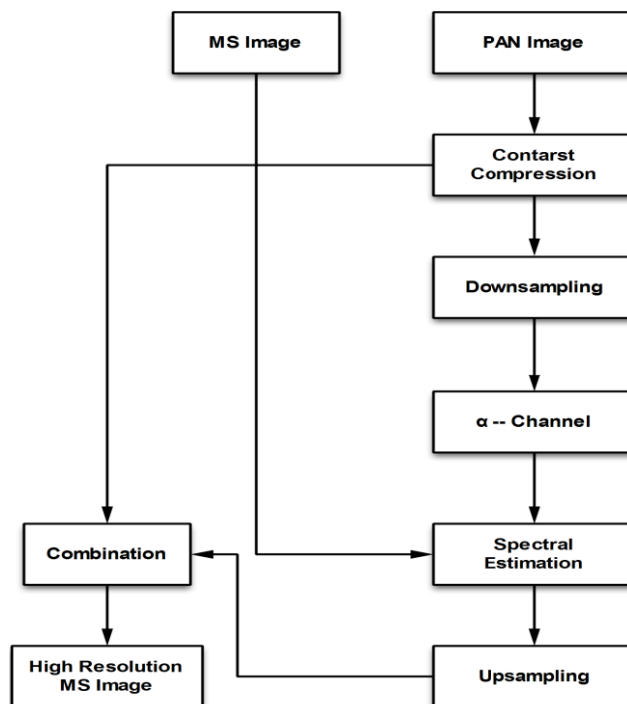 MS Image
PAN Image
Contarst
Compression
Downsampling
α -- Channel
Combination
Spectral
Estimation
High Resolution
MS Image
Upsampling